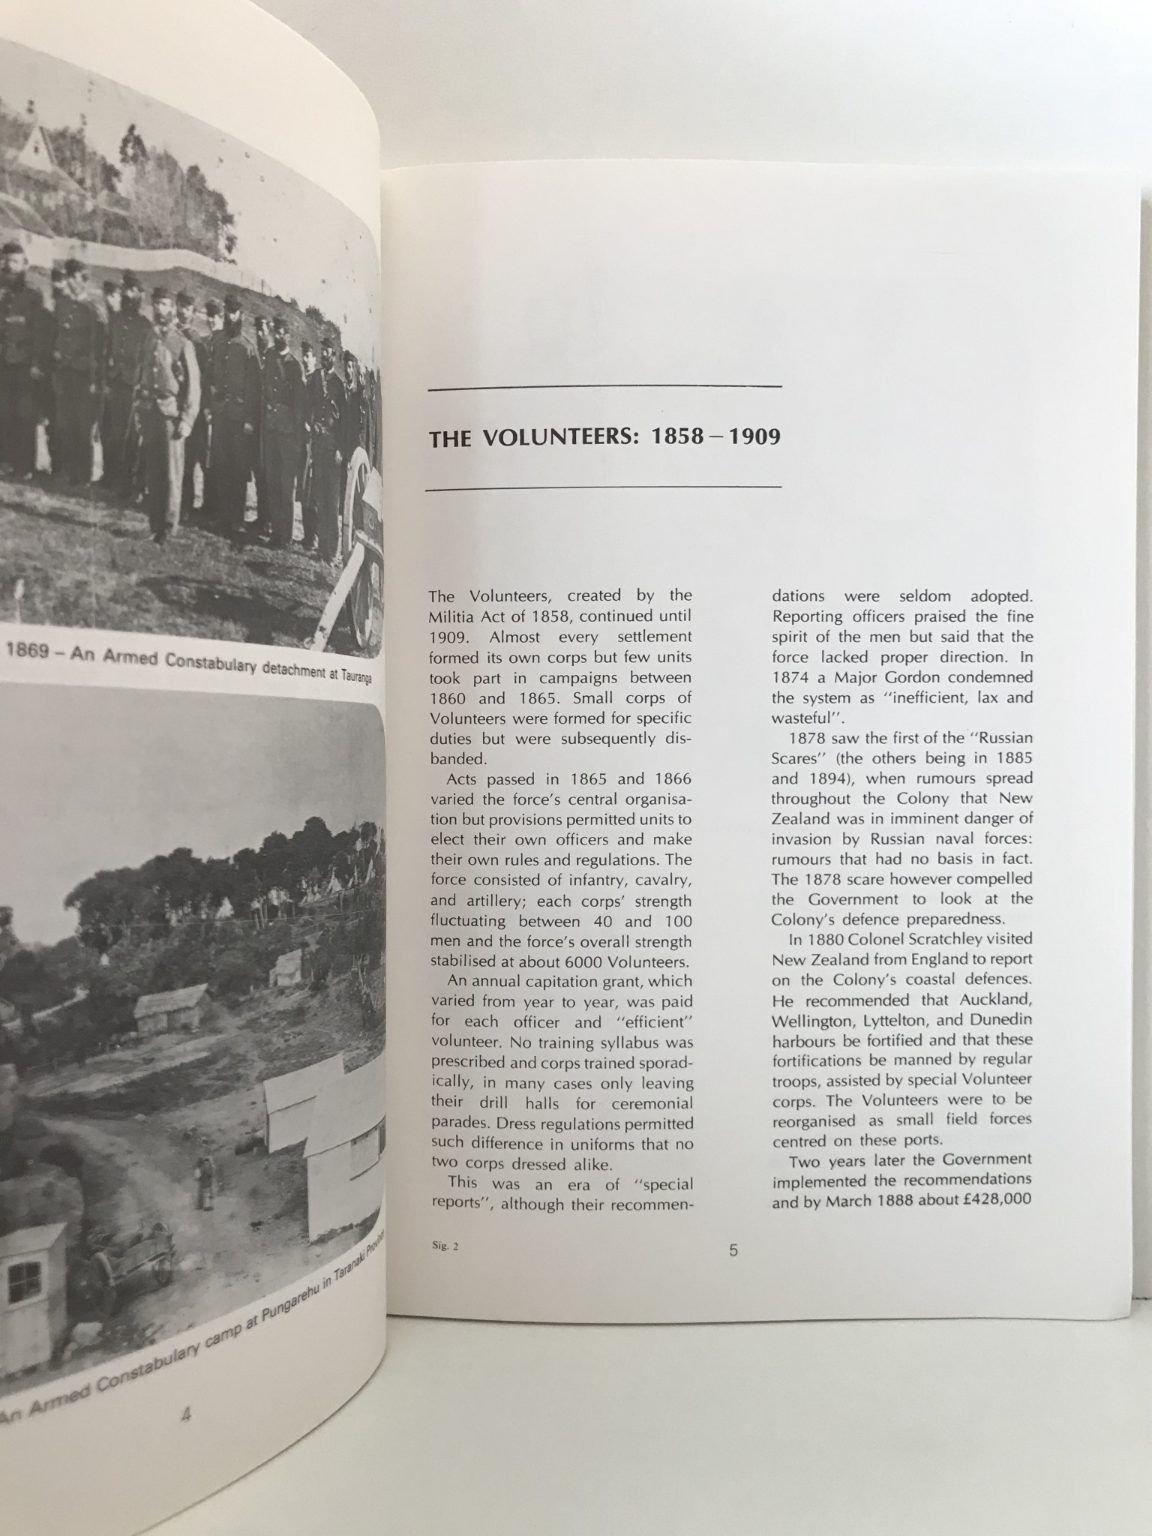 1869 – An Armed Constabulary detachment at Tauranga
An Armed Constabulary camp at Pungarehu in Taranaki Province
4
THE VOLUNTEERS: 1858 – 1909
The Volunteers, created by the
Militia Act of 1858, continued until
1909. Almost every settlement
formed its own corps but few units
took part in campaigns between
1860 and 1865. Small corps of
Volunteers were formed for specific
duties but were subsequently dis-
banded.
Acts passed in 1865 and 1866
varied the force's central organisa-
tion but provisions permitted units to
elect their own officers and make
their own rules and regulations. The
force consisted of infantry, cavalry,
and artillery; each corps' strength
fluctuating between 40 and 100
men and the force's overall strength
stabilised at about 6000 Volunteers.
An annual capitation grant, which
varied from year to year, was paid
for each officer and "efficient"
volunteer. No training syllabus was
prescribed and corps trained sporad-
ically, in many cases only leaving
their drill halls for ceremonial
parades. Dress regulations permitted
such difference in uniforms that no
two corps dressed alike.
This was an era of "special
reports", although their recommen-
dations were seldom adopted.
Reporting officers praised the fine
spirit of the men but said that the
force lacked proper direction. In
1874 a Major Gordon condemned
the system as "inefficient, lax and
wasteful".
1878 saw the first of the "Russian
Scares" (the others being in 1885
and 1894), when rumours spread
throughout the Colony that New
Zealand was in imminent danger of
invasion by Russian naval forces:
rumours that had no basis in fact.
The 1878 scare however compelled
the Government to look at the
Colony's defence preparedness.
In 1880 Colonel Scratchley visited
New Zealand from England to report
on the Colony's coastal defences.
He recommended that Auckland,
Wellington, Lyttelton, and Dunedin
harbours be fortified and that these
fortifications be manned by regular
troops, assisted by special Volunteer
corps. The Volunteers were to be
reorganised as small field forces
centred on these ports.
Two years later the Government
implemented the recommendations
and by March 1888 about £428,000
Sig. 2
5